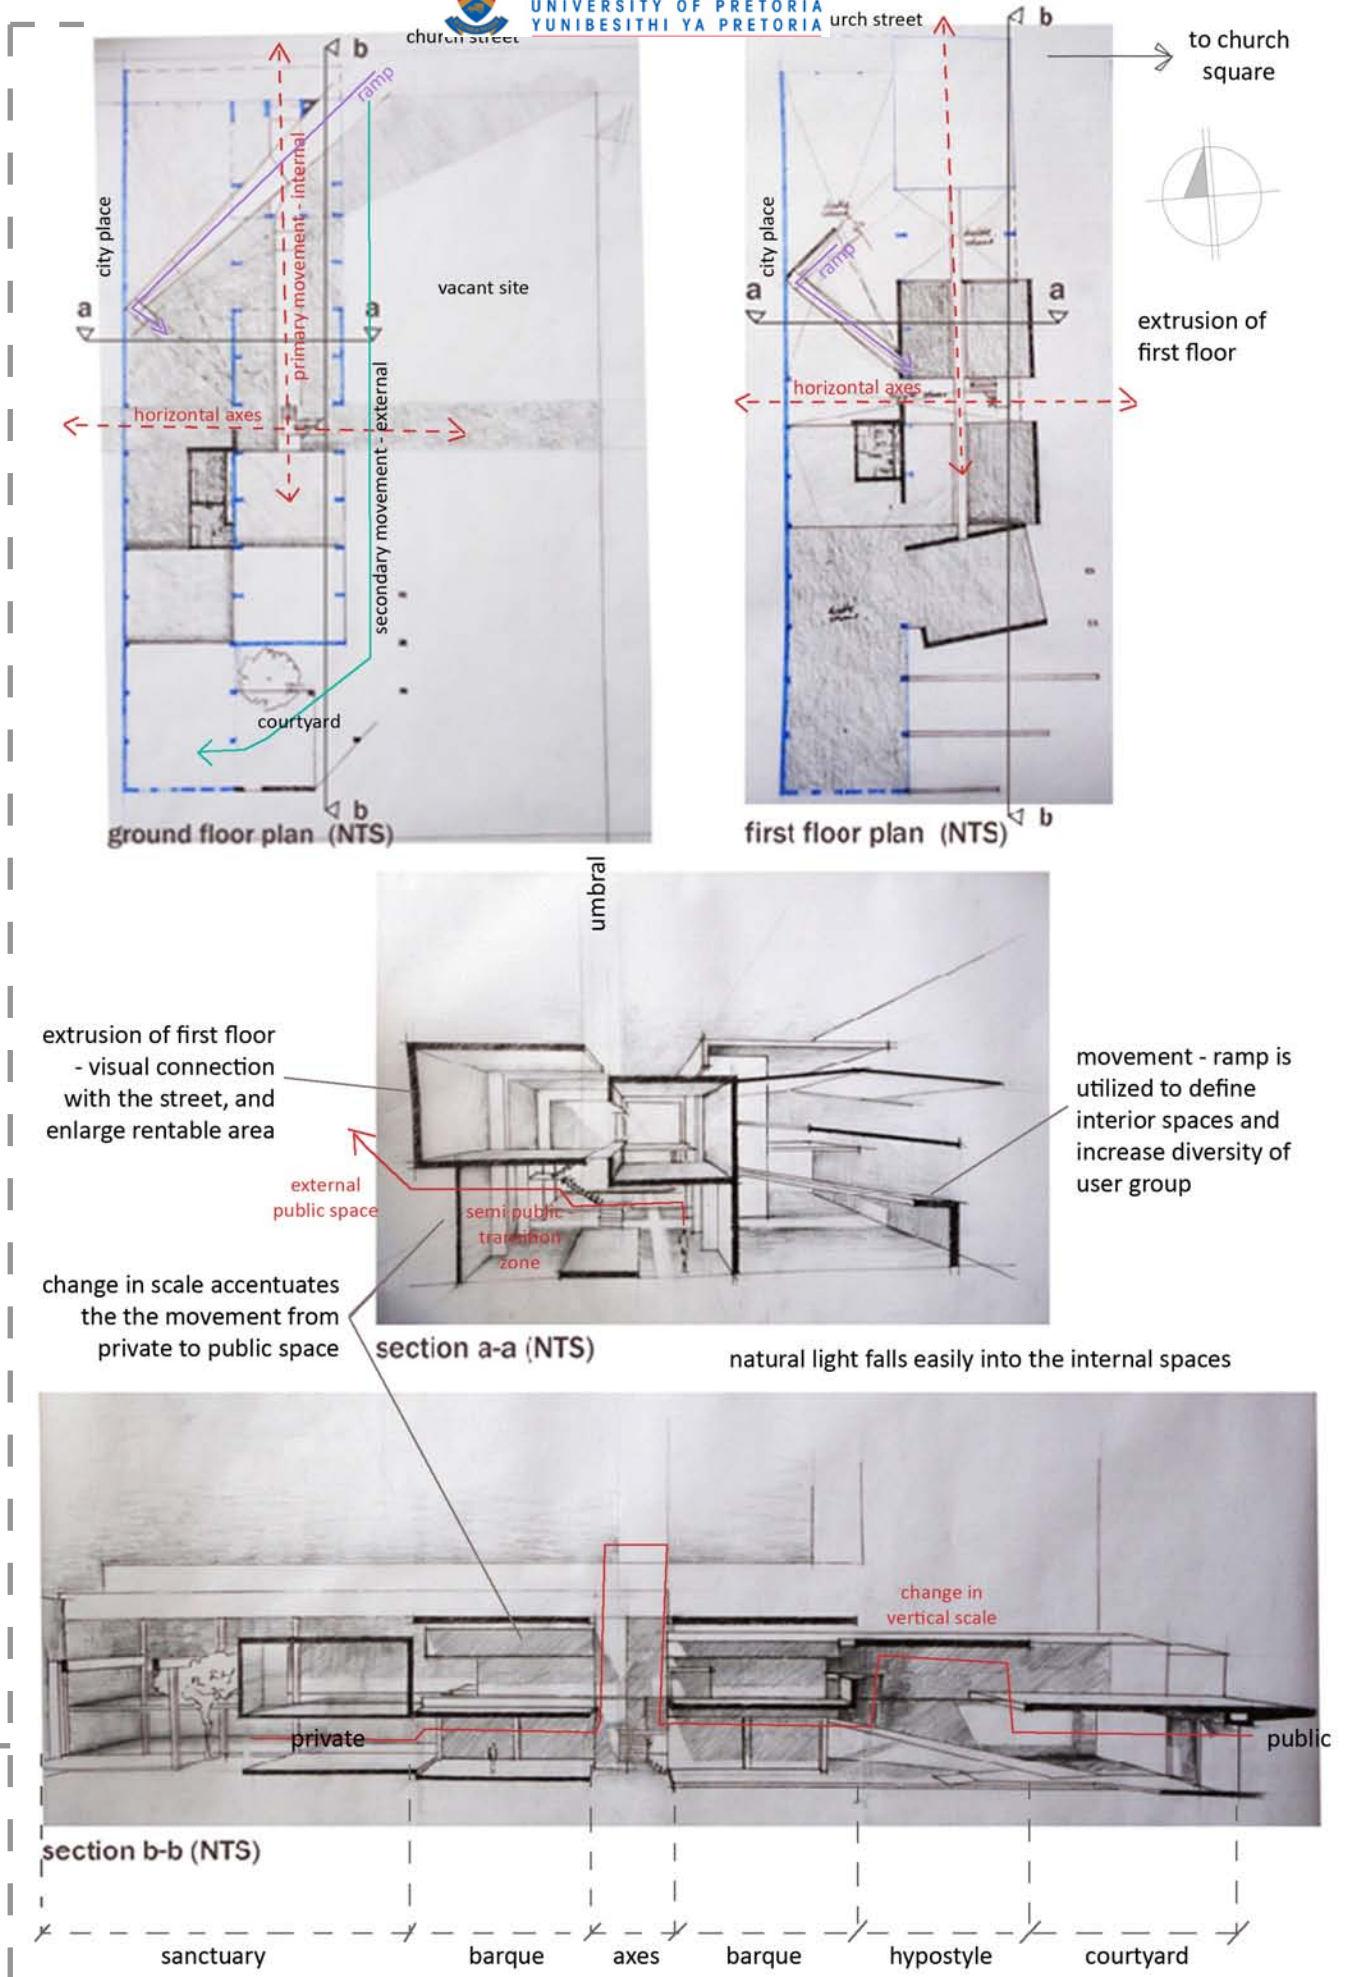 UNIVERSITY OF PRETORIA
YUNIBESITHI YA PRETORIA
church street
b
ramp
primary movement - internal
city place
a
a
vacant site
horizontal axes
secondary movement - external
courtyard
b
ground floor plan (NTS)
urch street
b
to church
square
city place
ramp
a
a
extrusion of
first floor
horizontal axes
b
first floor plan (NTS)
umbral
extrusion of first floor
- visual connection
with the street, and
enlarge rentable area
external
public space
semi public
transition
zone
movement - ramp is
utilized to define
interior spaces and
increase diversity of
user group
change in scale accentuates
the the movement from
private to public space
section a-a (NTS)
natural light falls easily into the internal spaces
change in
vertical scale
private
public
section b-b (NTS)
sanctuary
barque
axes
barque
hypostyle
courtyard